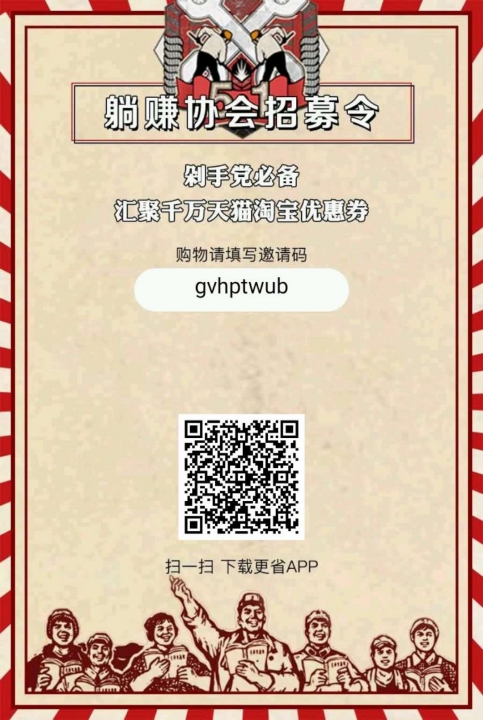 51
躺赚协会招募令
剁手党必备
汇聚千万天猫淘宝优惠券
购物请填写邀请码
gvhptwub
扫一扫 下载更省APP